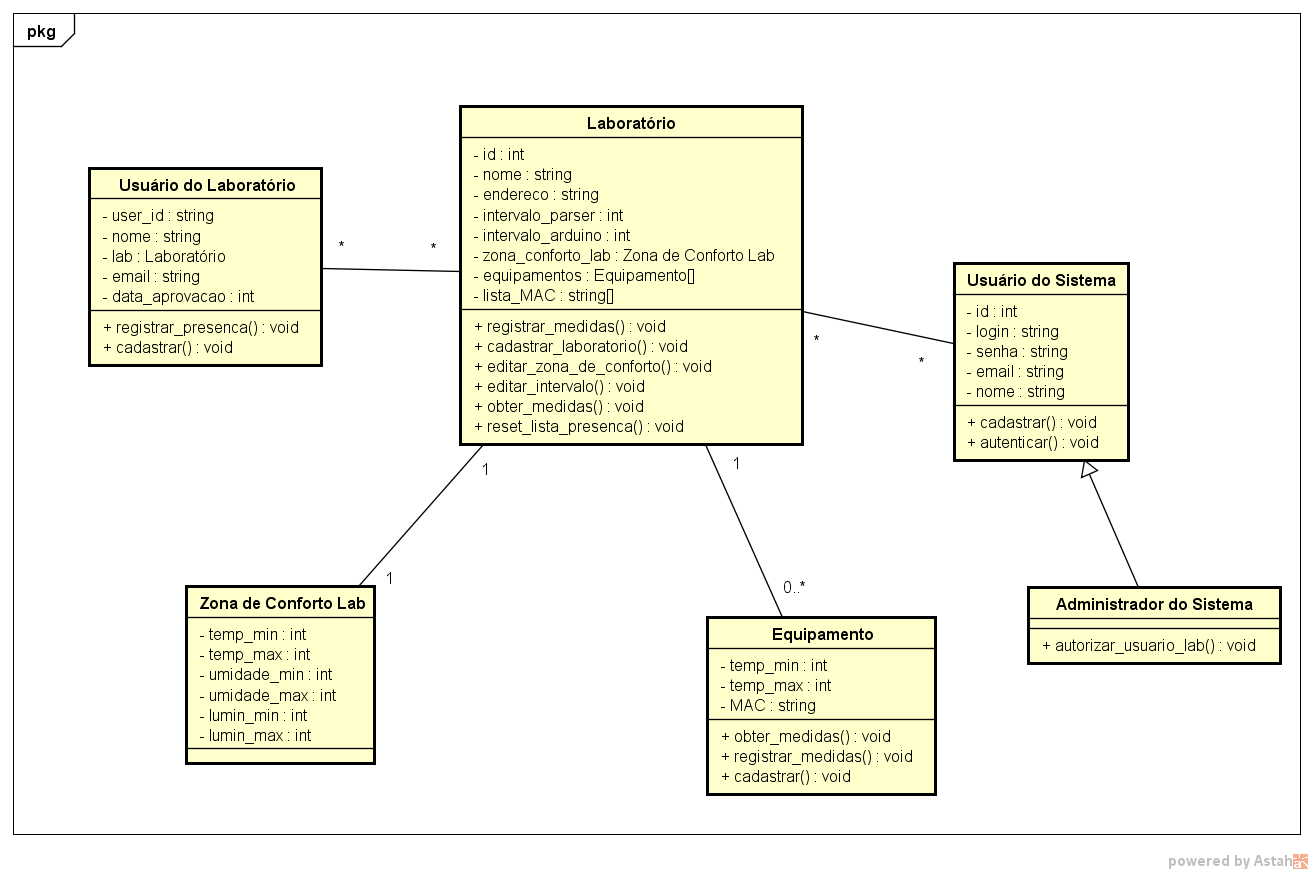 pkg
Laboratório
- id : int
- nome : string
- endereco : string
- intervalo_parser : int
- intervalo_arduino : int
- zona_conforto_lab : Zona de Conforto Lab
- equipamentos : Equipamento[]
- lista_MAC : string[]
+ registrar_medidas() : void
+ cadastrar_laboratorio() : void
+ editar_zona_de_conforto() : void
+ editar_intervalo() : void
+ obter_medidas() : void
+ reset_lista_presenca() : void
Usuário do Laboratório
- user_id : string
- nome : string
- lab : Laboratório
- email : string
- data_aprovacao : int
+ registrar_presenca() : void
+ cadastrar() : void
*
*
Usuário do Sistema
- id : int
- login : string
- senha : string
- email : string
- nome : string
+ cadastrar() : void
+ autenticar() : void
*
*
1
1
1
0..*
Zona de Conforto Lab
- temp_min : int
- temp_max : int
- umidade_min : int
- umidade_max : int
- lumin_min : int
- lumin_max : int
Equipamento
- temp_min : int
- temp_max : int
- MAC : string
+ obter_medidas() : void
+ registrar_medidas() : void
+ cadastrar() : void
Administrador do Sistema
+ autorizar_usuario_lab() : void
powered by Astah